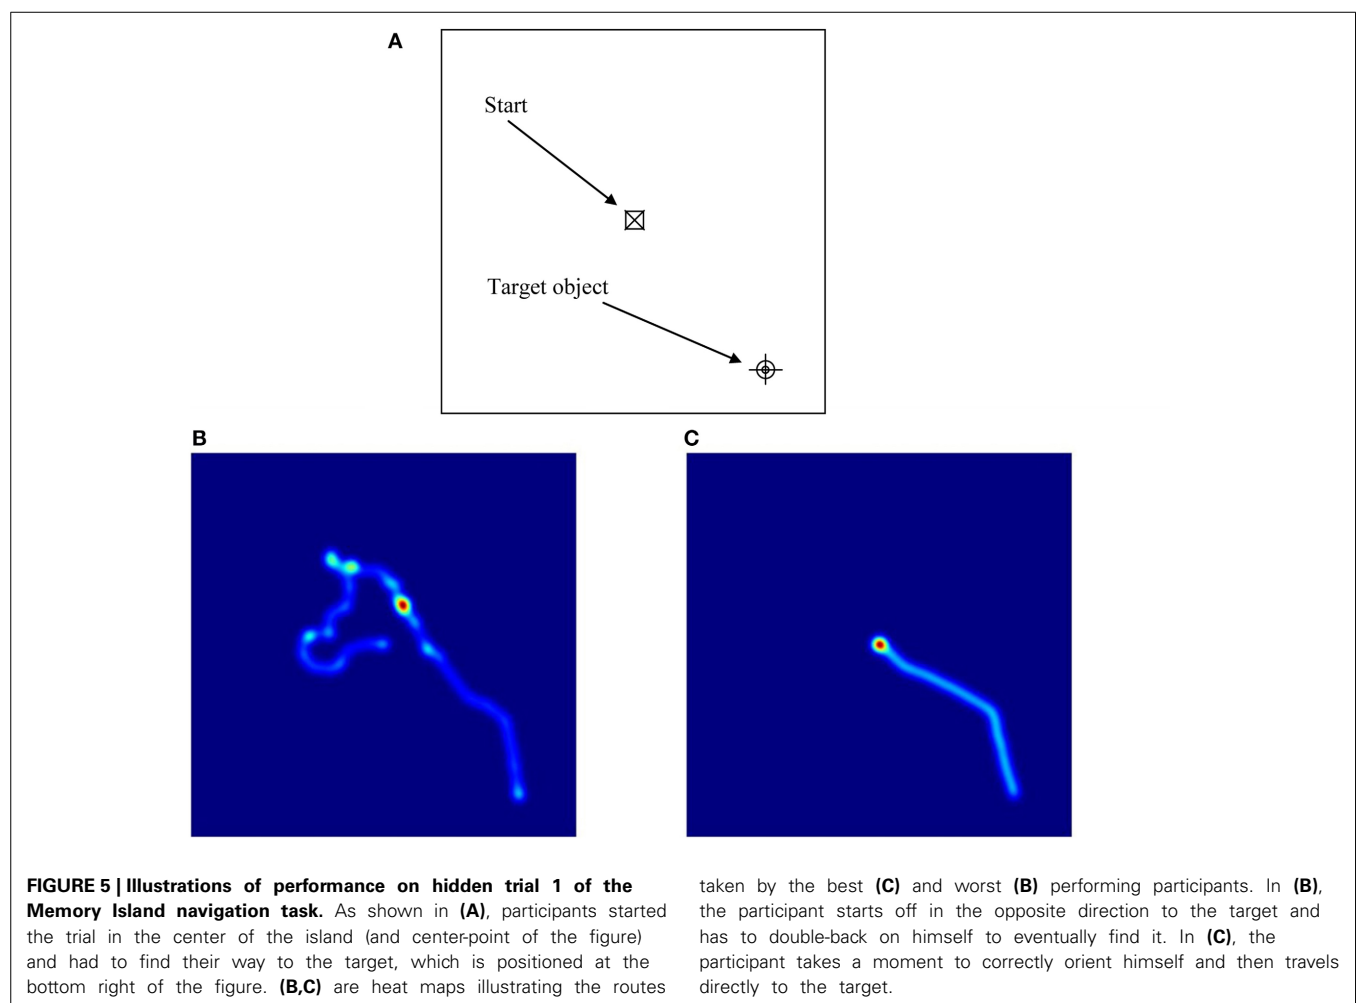 A
Start
Target object
B
C
FIGURE 5 | Illustrations of performance on hidden trial 1 of the
Memory Island navigation task. As shown in (A), participants started
the trial in the center of the island (and center-point of the figure)
and had to find their way to the target, which is positioned at the
bottom right of the figure. (B,C) are heat maps illustrating the routes
taken by the best (C) and worst (B) performing participants. In (B),
the participant starts off in the opposite direction to the target and
has to double-back on himself to eventually find it. In (C), the
participant takes a moment to correctly orient himself and then travels
directly to the target.